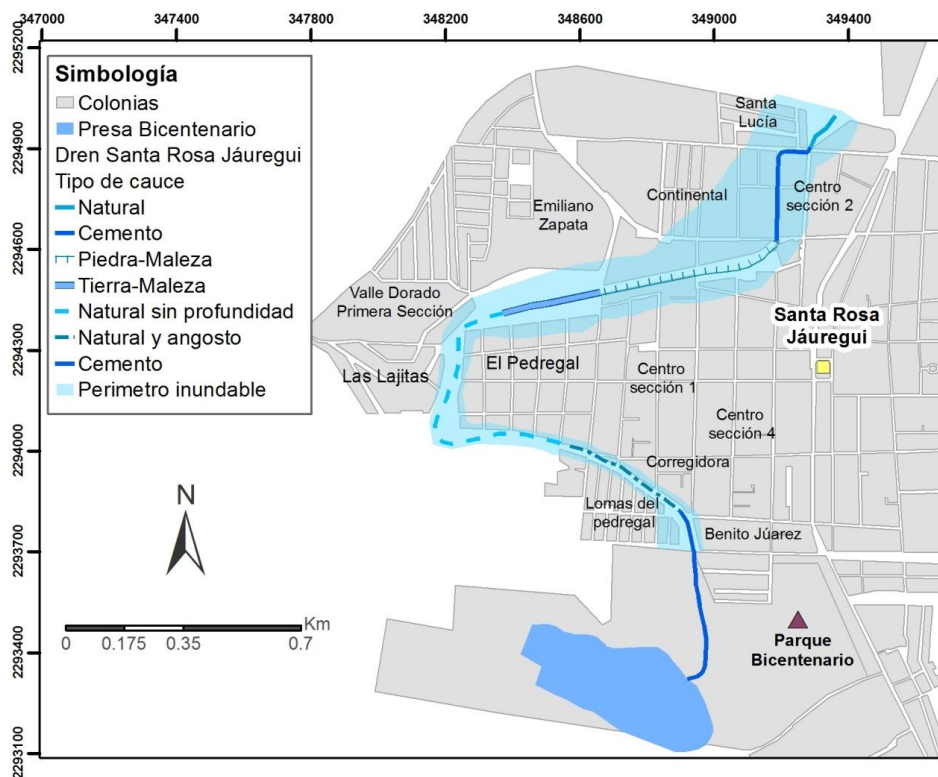 347000
347400
347800
348200
348600
349000
349400
2295200
2294900
2294600
2294300
2294000
2293700
2293400
2293100
Simbología
Colonias
Presa Bicentenario
Dren Santa Rosa Jáuregui
Tipo de cauce
Natural
Cemento
Piedra-Maleza
Tierra-Maleza
Natural sin profundidad
Natural y angosto
Cemento
Perimetro inundable
Santa
Lucía
Continental
Centro
sección 2
Emiliano
Zapata
Valle Dorado
Primera Sección
Santa Rosa
Jáuregui
Las Lajitas
El Pedregal
Centro
sección 1
Centro
sección 4
Corregidora
Lomas del
pedregal
Benito Júarez
N
Km
0
0.175
0.35
0.7
Parque
Bicentenario